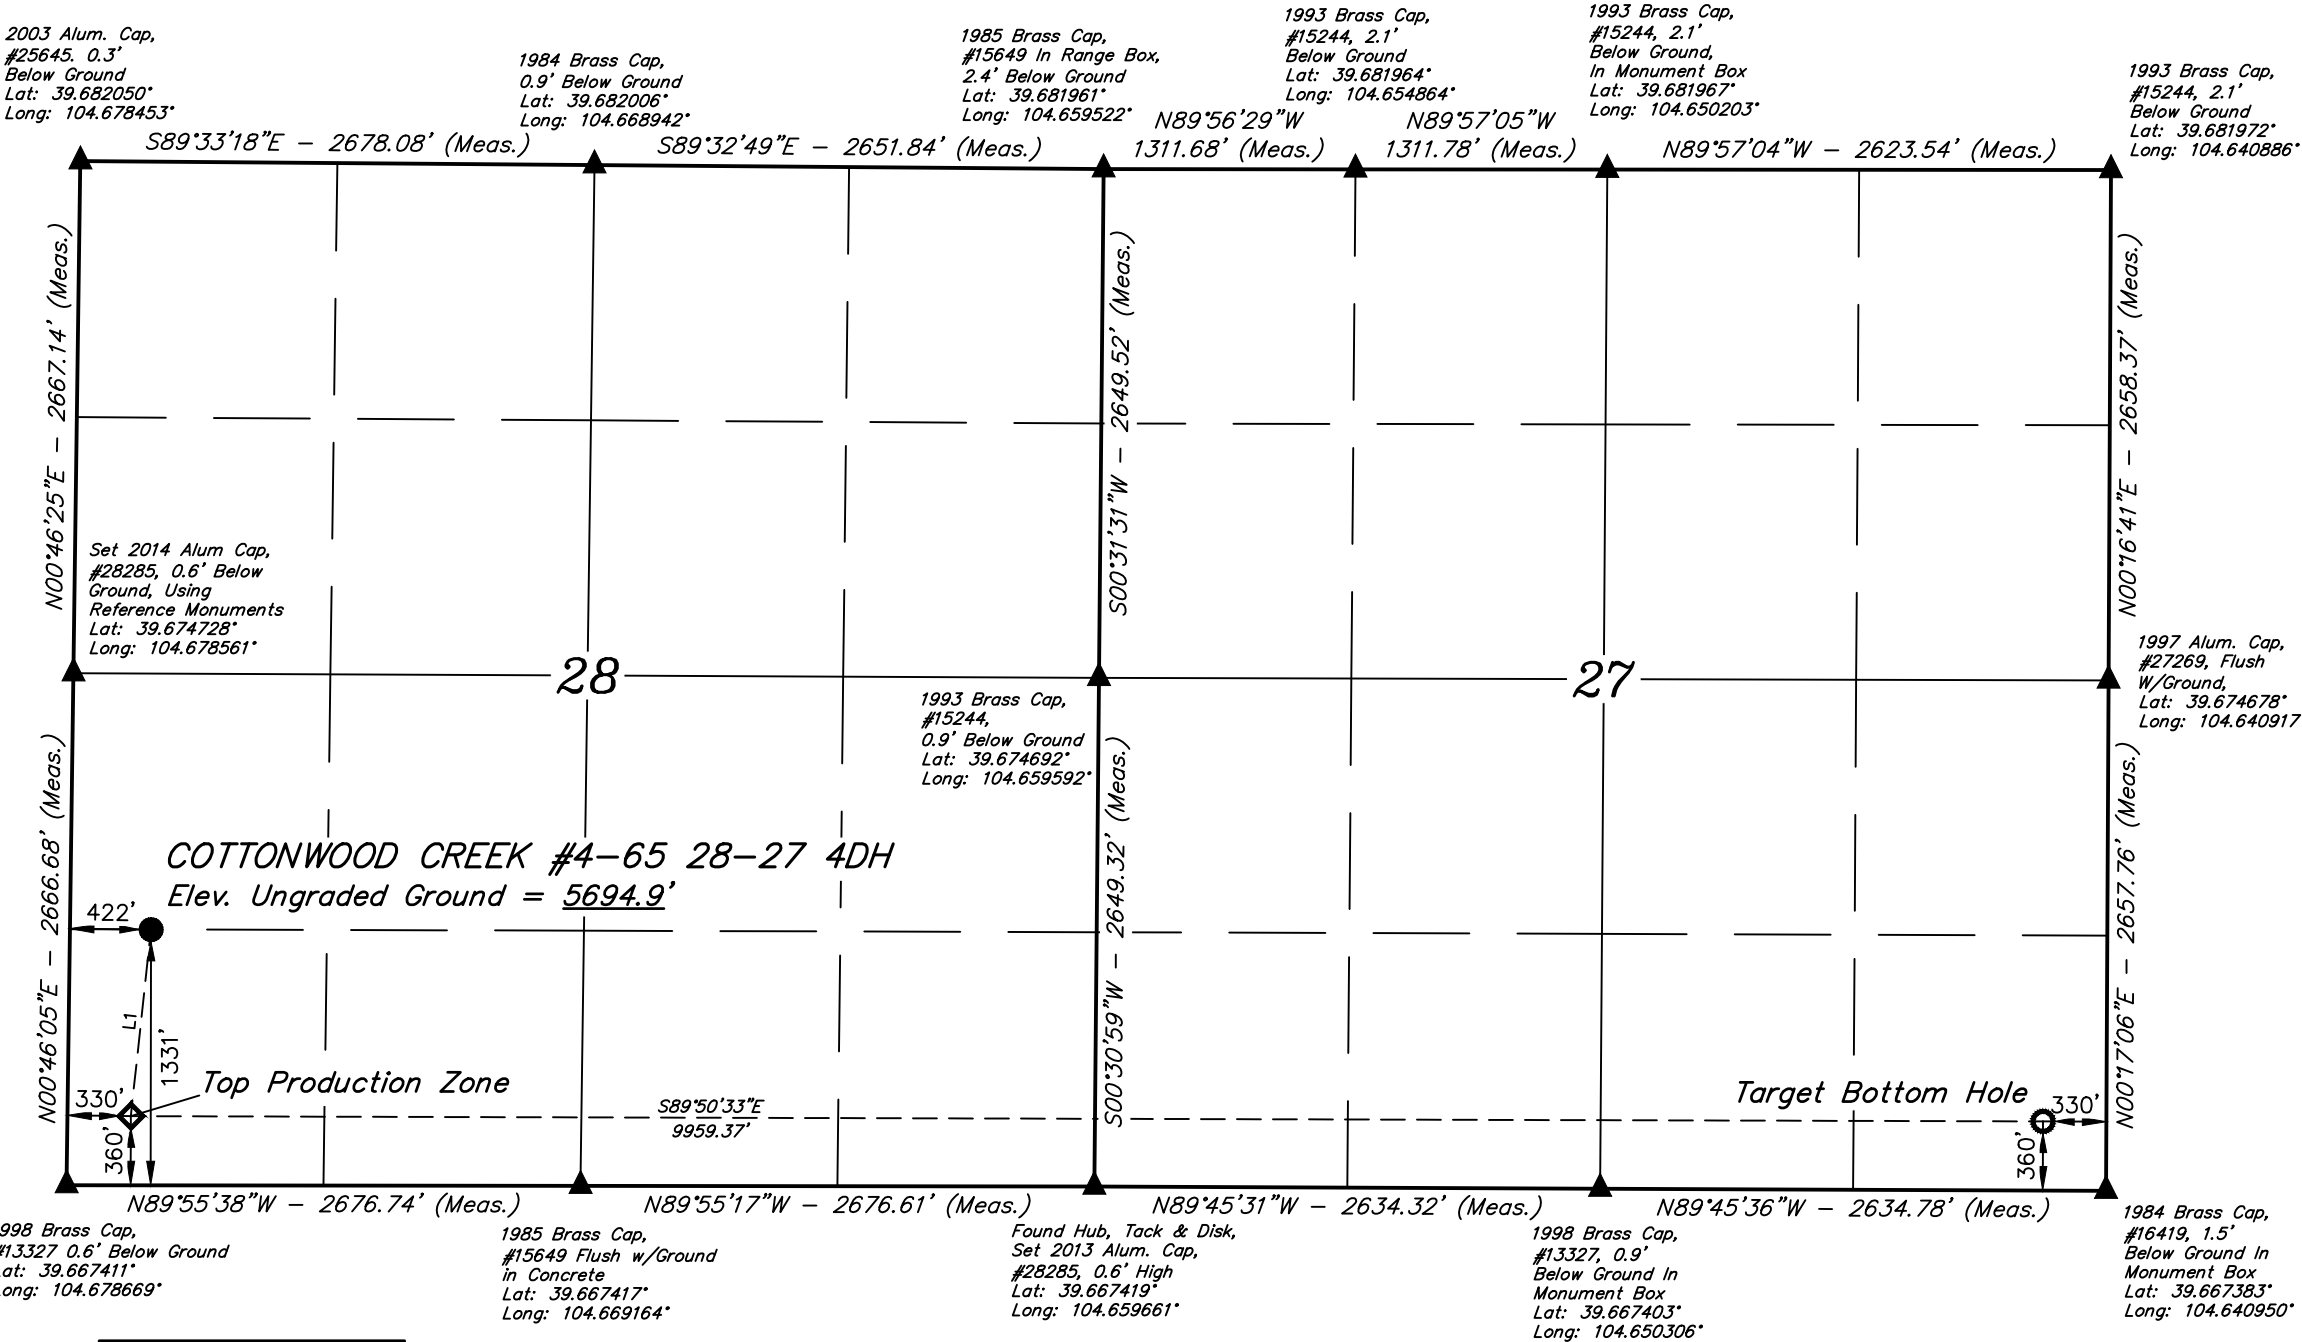 2003 Alum. Cap,
#25645. 0.3'
Below Ground
Lat: 39.682050°
Long: 104.678453°
1984 Brass Cap,
0.9' Below Ground
Lat: 39.682006°
Long: 104.668942°
1985 Brass Cap,
#15649 In Range Box,
2.4' Below Ground
Lat: 39.681961°
Long: 104.659522°
1993 Brass Cap,
#15244, 2.1'
Below Ground
Lat: 39.681964°
Long: 104.654864°
1993 Brass Cap,
#15244, 2.1'
Below Ground,
In Monument Box
Lat: 39.681967°
Long: 104.650203°
1993 Brass Cap,
#15244, 2.1'
Below Ground
Lat: 39.681972°
Long: 104.640886°
S89°33'18"E – 2678.08' (Meas.)
S89°32'49"E – 2651.84' (Meas.)
N89°56'29"W
1311.68' (Meas.)
N89°57'05"W
1311.78' (Meas.)
N89°57'04"W – 2623.54' (Meas.)
N00°46'25"E – 2667.14' (Meas.)
S00°31'31"W – 2649.52' (Meas.)
N00°16'41"E – 2658.37' (Meas.)
Set 2014 Alum Cap,
#28285, 0.6' Below
Ground, Using
Reference Monuments
Lat: 39.674728°
Long: 104.678561°
28
27
1993 Brass Cap,
#15244,
0.9' Below Ground
Lat: 39.674692°
Long: 104.659592°
1997 Alum. Cap,
#27269, Flush
W/Ground,
Lat: 39.674678°
Long: 104.640917
N00°46'05"E – 2666.68' (Meas.)
S00°30'59"W – 2649.32' (Meas.)
N00°17'06"E – 2657.76' (Meas.)
COTTONWOOD CREEK #4-65 28-27 4DH
Elev. Ungraded Ground = 5694.9'
422'
L1
1331'
Top Production Zone
330'
360'
S89°50'33"E
9959.37'
Target Bottom Hole
330'
360'
N89°55'38"W – 2676.74' (Meas.)
N89°55'17"W – 2676.61' (Meas.)
N89°45'31"W – 2634.32' (Meas.)
N89°45'36"W – 2634.78' (Meas.)
998 Brass Cap,
#13327 0.6' Below Ground
at: 39.667411°
ong: 104.678669°
1985 Brass Cap,
#15649 Flush w/Ground
in Concrete
Lat: 39.667417°
Long: 104.669164°
Found Hub, Tack & Disk,
Set 2013 Alum. Cap,
#28285, 0.6' High
Lat: 39.667419°
Long: 104.659661°
1998 Brass Cap,
#13327, 0.9'
Below Ground In
Monument Box
Lat: 39.667403°
Long: 104.650306°
1984 Brass Cap,
#16419, 1.5'
Below Ground In
Monument Box
Lat: 39.667383°
Long: 104.640950°